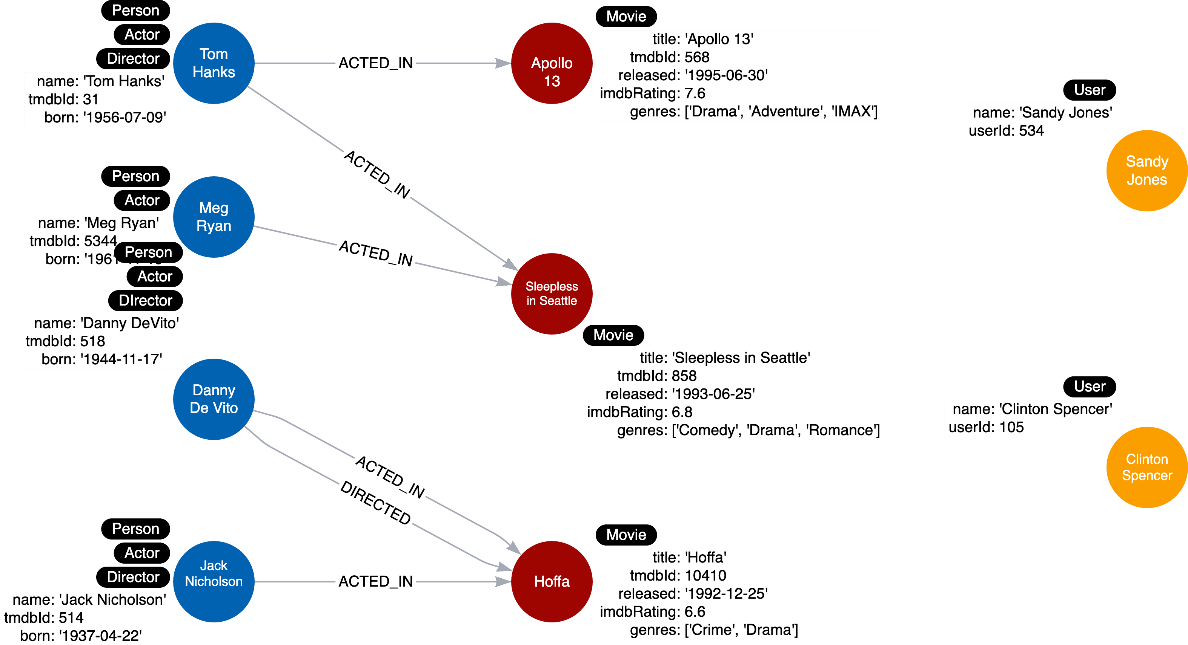 Person
Actor
Director
name: 'Tom Hanks'
tmdbId: 31
born: '1956-07-09'
Tom
Hanks
ACTED_IN
Apollo
13
Movie
title: 'Apollo 13'
tmdbId: 568
released: '1995-06-30'
imdbRating: 7.6
genres: ['Drama', 'Adventure', 'IMAX']
User
name: 'Sandy Jones'
userId: 534
Sandy
Jones
ACTED_IN
Person
Actor
name: 'Meg Ryan'
tmdbId: 5344
born: '1961
Meg
Ryan
ACTED_IN
Sleepless
in Seattle
Movie
title: 'Sleepless in Seattle'
tmdbId: 858
released: '1993-06-25'
imdbRating: 6.8
genres: ['Comedy', 'Drama', 'Romance']
Person
Actor
DIrector
name: 'Danny DeVito'
tmdbId: 518
born: '1944-11-17'
Danny
De Vito
ACTED_IN
DIRECTED
User
name: 'Clinton Spencer'
userId: 105
Clinton
Spencer
Person
Actor
Director
name: 'Jack Nicholson'
tmdbId: 514
born: '1937-04-22'
Jack
Nicholson
ACTED_IN
Hoffa
Movie
title: 'Hoffa'
tmdbId: 10410
released: '1992-12-25'
imdbRating: 6.6
genres: ['Crime', 'Drama']